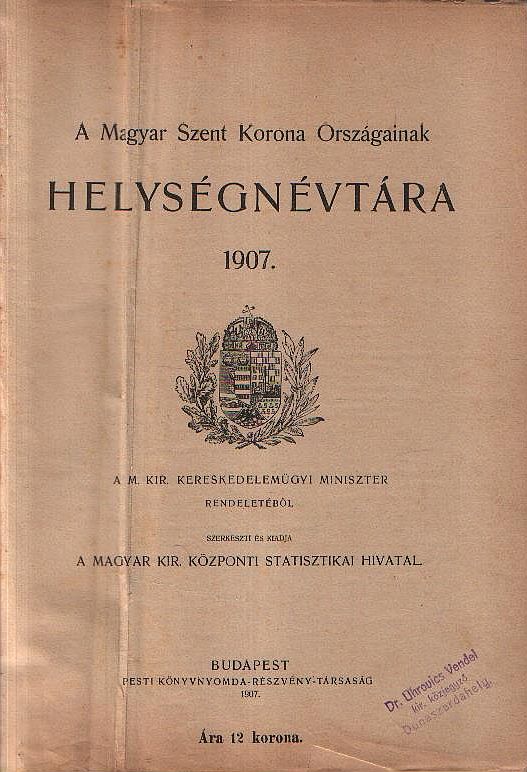 A Magyar Szent Korona Országainak
HELYSÉGNÉVTÁRA
1907.
A M. KIR. KERESKEDELEMÜGYI MINISZTER
RENDELETÉBŐL
SZERKESZTI ÉS KIADJA
A MAGYAR KIR. KÖZPONTI STATISZTIKAI HIVATAL.
BUDAPEST
PESTI KÖNYVNYOMDA-RÉSZVÉNY-TÁRSASÁG
1907.
Ára 12 korona.
Dr. Uhrovics Vendel
kir. közjegyző
Dunaszerdahely.